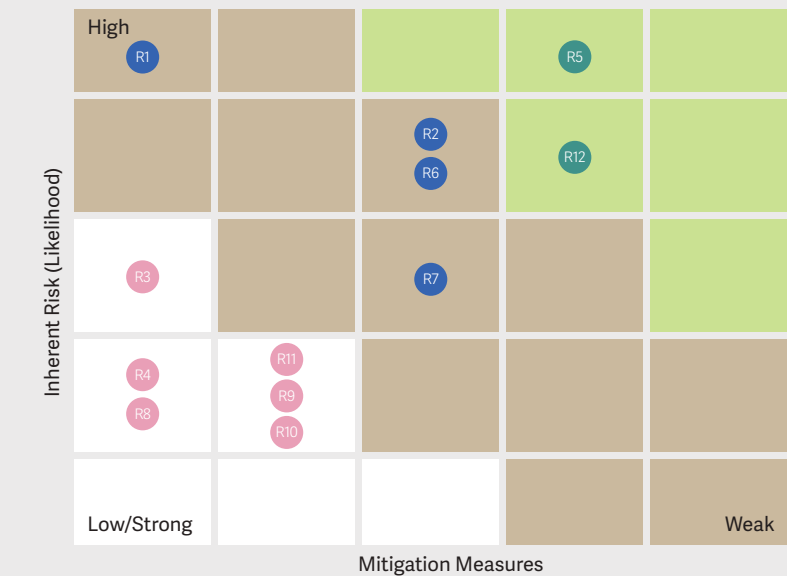 High
R1
R5
R2
R12
R6
Inherent Risk (Likelihood)
R3
R7
R11
R4
R9
R8
R10
Low/Strong
Weak
Mitigation Measures